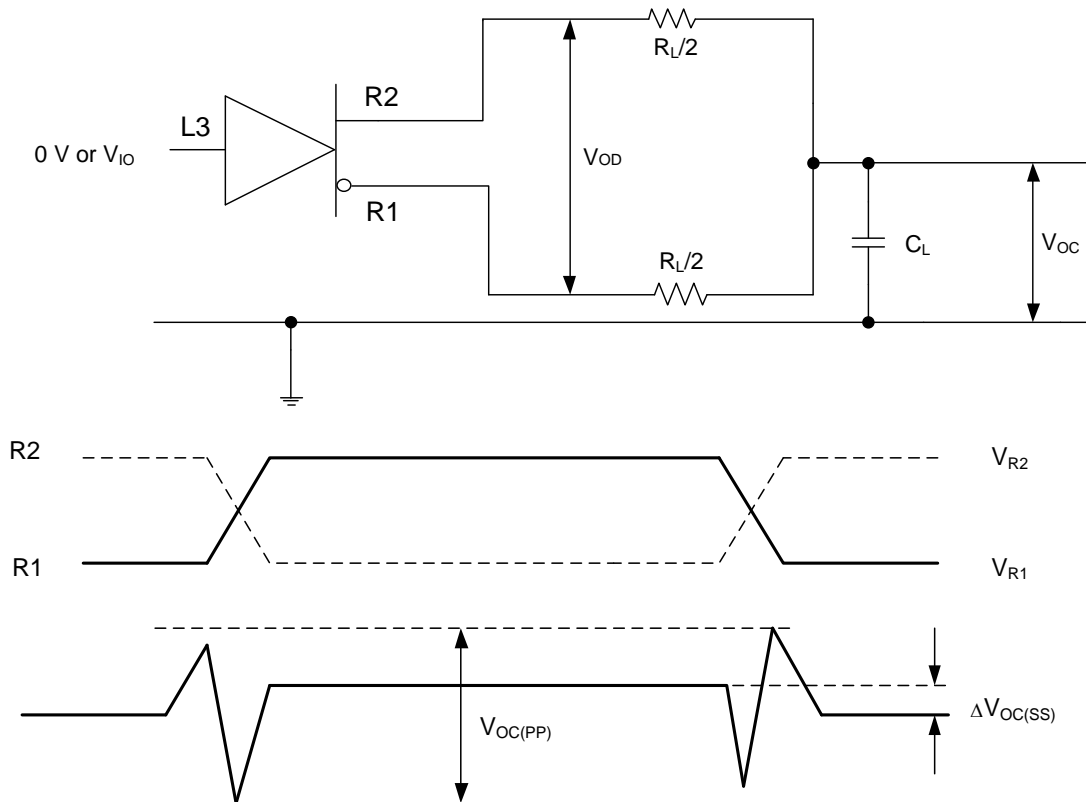 R_L/2
R2
L3
0 V or V_IO
V_OD
R1
C_L
V_OC
R_L/2
R2
V_R2
R1
V_R1
V_OC(PP)
ΔV_OC(SS)